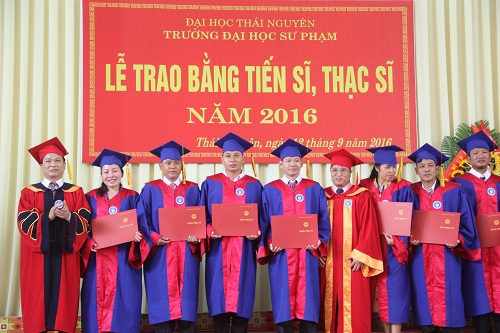 ĐẠI HỌC THÁI NGUYÊN
TRƯỜNG ĐẠI HỌC SƯ PHẠM
LỄ TRAO BẰNG TIẾN SĨ, THẠC SĨ
NĂM 2016
9 năm 2016